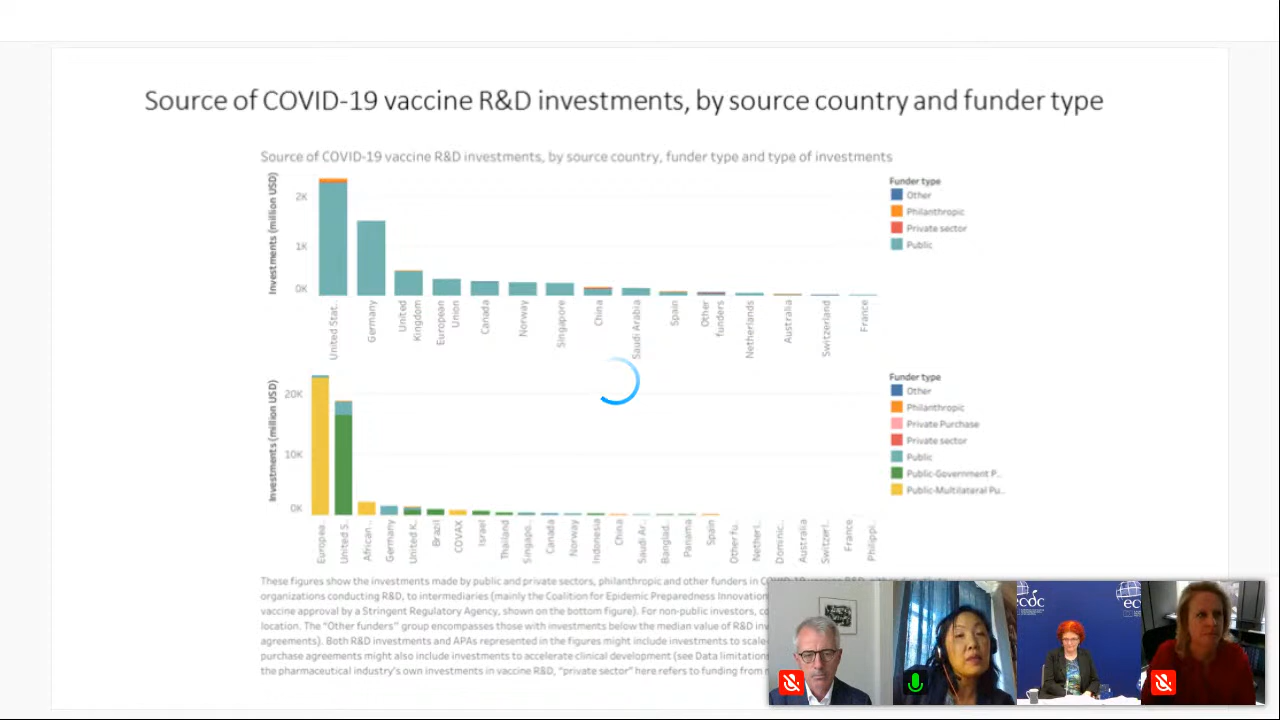 Source of COVID-19 vaccine R&D investments, by source country and funder type
Source of COVID-19 vaccine R&D investments, by source country, funder type and type of investments
Investments (million USD)
2K
1K
0K
United Stat..
Germany
United Kingdom
European Union
Canada
Norway
Singapore
China
Saudi Arabia
Spain
Other funders
Netherlands
Australia
Switzerland
France
Funder type
Other
Philanthropic
Private sector
Public
Investments (million USD)
20K
10K
0K
Europea..
United S..
African..
Germany
United K..
Brazil
COVAX
Israel
Thailand
Singapo..
Canada
Norway
Indonesia
China
Saudi Ar..
Banglad..
Panama
Spain
Other fu..
Netherl..
Dominic..
Australia
Switzerl..
France
Philippi..
Funder type
Other
Philanthropic
Private Purchase
Private sector
Public
Public-Government P...
Public-Multilateral Pu...
These figures show the investments made by public and private sectors, philanthropic and other funders in
organizations conducting R&D, to intermediaries (mainly the Coalition for Epidemic Preparedness Innovation
vaccine approval by a Stringent Regulatory Agency, shown on the bottom figure). For non-public investors, co
location. The "Other funders" group encompasses those with investments below the median value of R&D inv
agreements). Both R&D investments and APAs represented in the figures might include investments to scale
purchase agreements might also include investments to accelerate clinical development (see Data limitations
the pharmaceutical industry's own investments in vaccine R&D, "private sector" here refers to funding from
cdc
ec